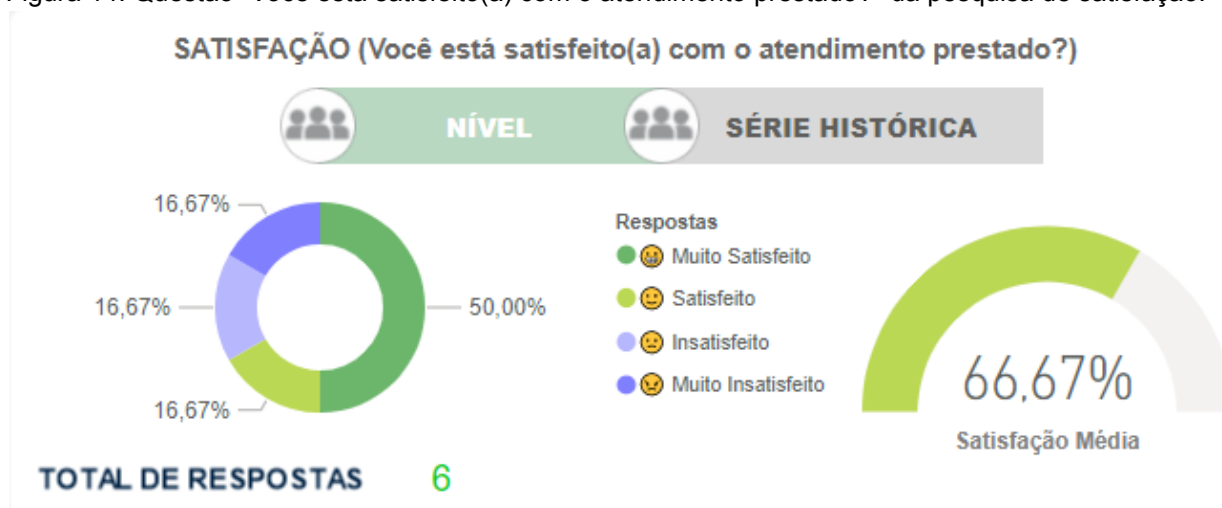 SATISFAÇÃO (Você está satisfeito(a) com o atendimento prestado?)
NÍVEL
SÉRIE HISTÓRICA
16,67%
16,67%
50,00%
16,67%
Respostas
Muito Satisfeito
Satisfeito
Insatisfeito
Muito Insatisfeito
66,67%
Satisfação Média
TOTAL DE RESPOSTAS 6